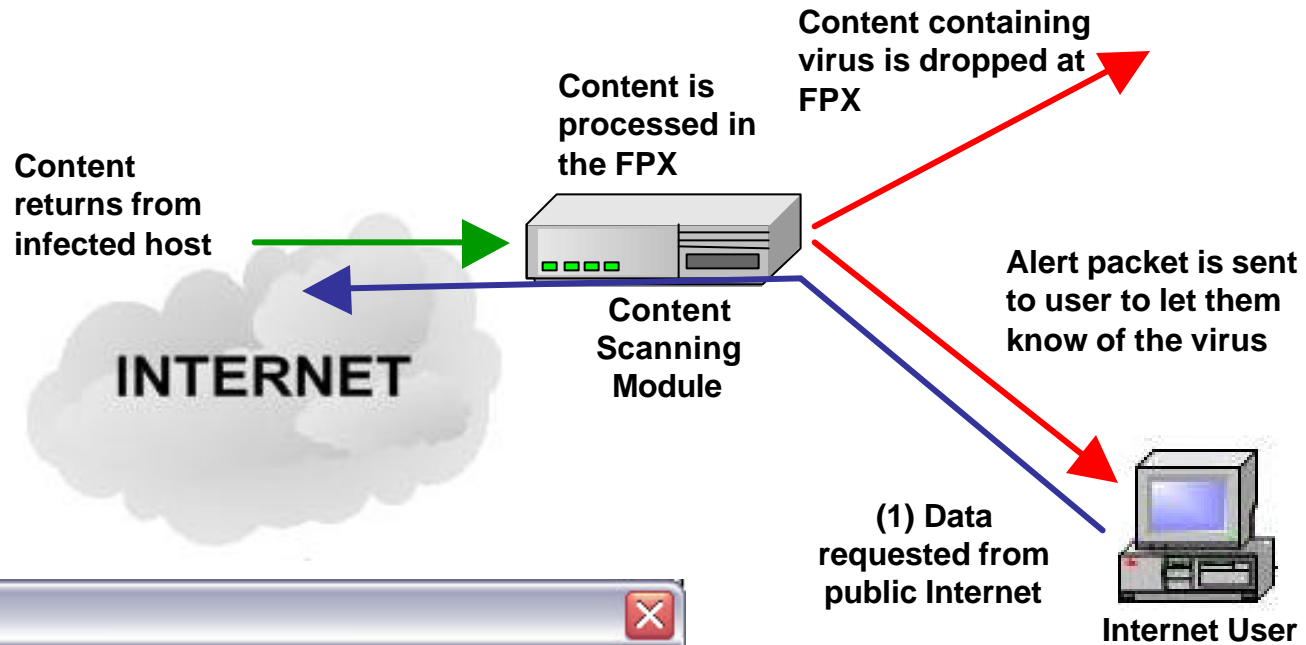 Content containing
virus is dropped at
FPX
Content is
processed in
the FPX
Content
returns from
infected host
Alert packet is sent
to user to let them
know of the virus
Content
Scanning
Module
INTERNET
(1) Data
requested from
public Internet
Internet User